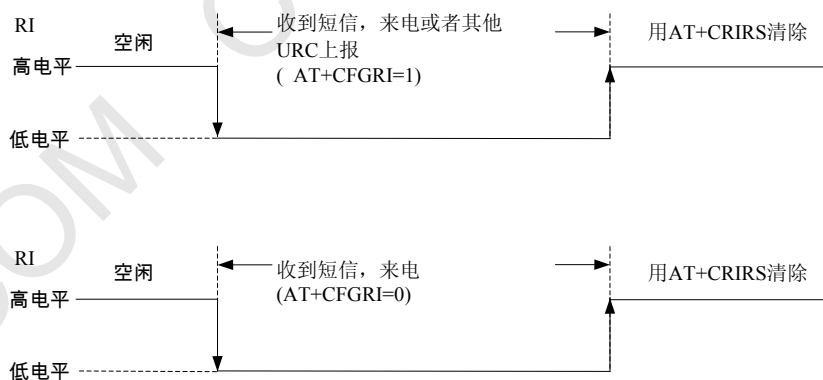 RI
空闲
收到短信，来电或者其他
URC上报
( AT+CFGRI=1)
用AT+CRIRS清除
高电平
低电平
RI
空闲
收到短信，来电
(AT+CFGRI=0)
用AT+CRIRS清除
高电平
低电平